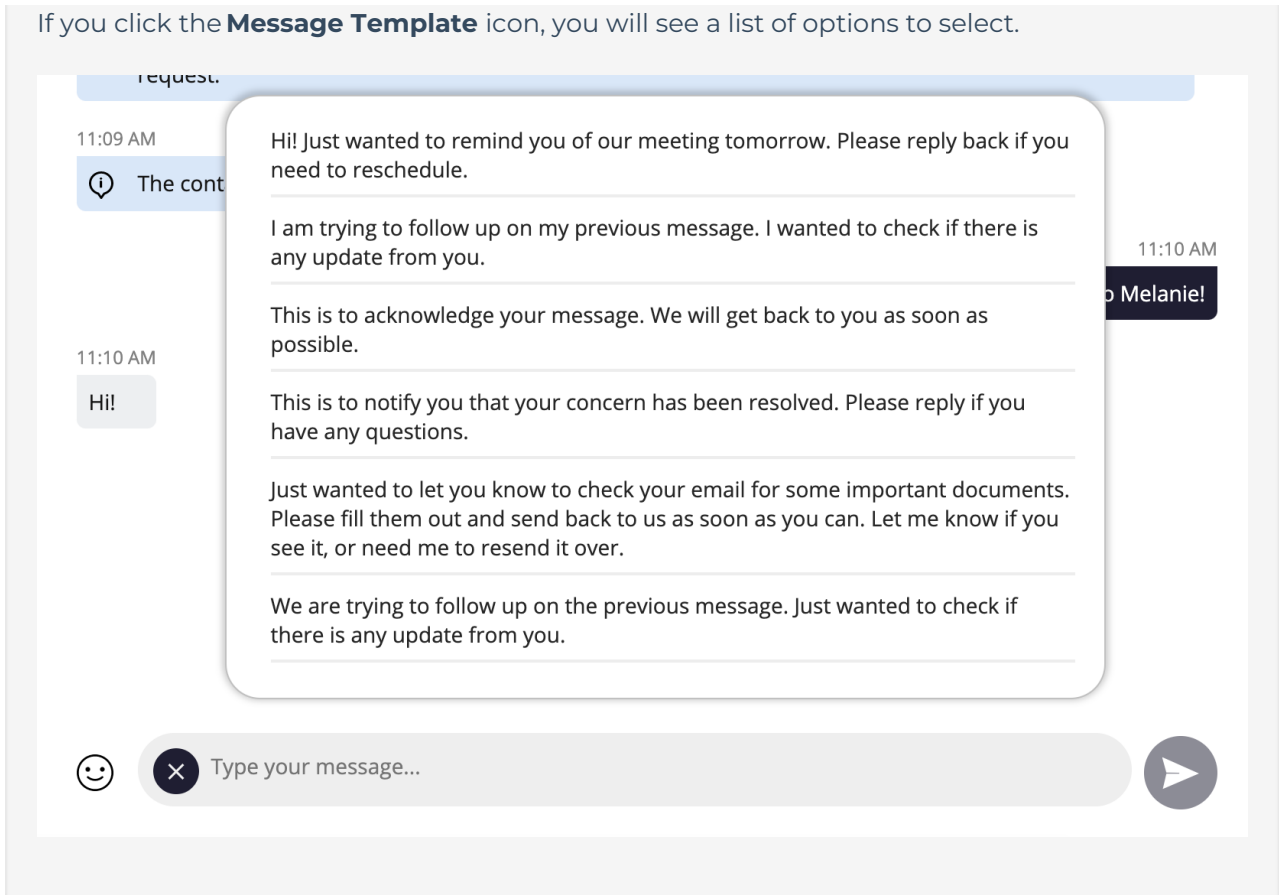 If you click the Message Template icon, you will see a list of options to select.
request.
11:09 AM
Hi! Just wanted to remind you of our meeting tomorrow. Please reply back if you
need to reschedule.
The cont
I am trying to follow up on my previous message. I wanted to check if there is
any update from you.
11:10 AM
Melanie!
This is to acknowledge your message. We will get back to you as soon as
possible.
11:10 AM
Hi!
This is to notify you that your concern has been resolved. Please reply if you
have any questions.
Just wanted to let you know to check your email for some important documents.
Please fill them out and send back to us as soon as you can. Let me know if you
see it, or need me to resend it over.
We are trying to follow up on the previous message. Just wanted to check if
there is any update from you.
Type your message...